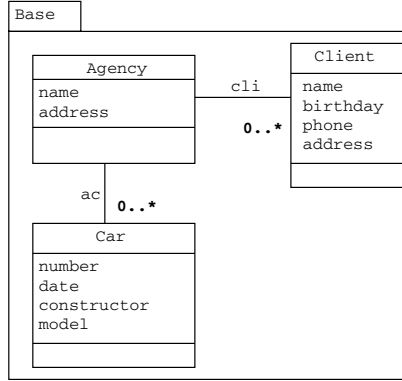 Base
Agency
name
address
cli
0..*
Client
name
birthday
phone
address
ac
0..*
Car
number
date
constructor
model